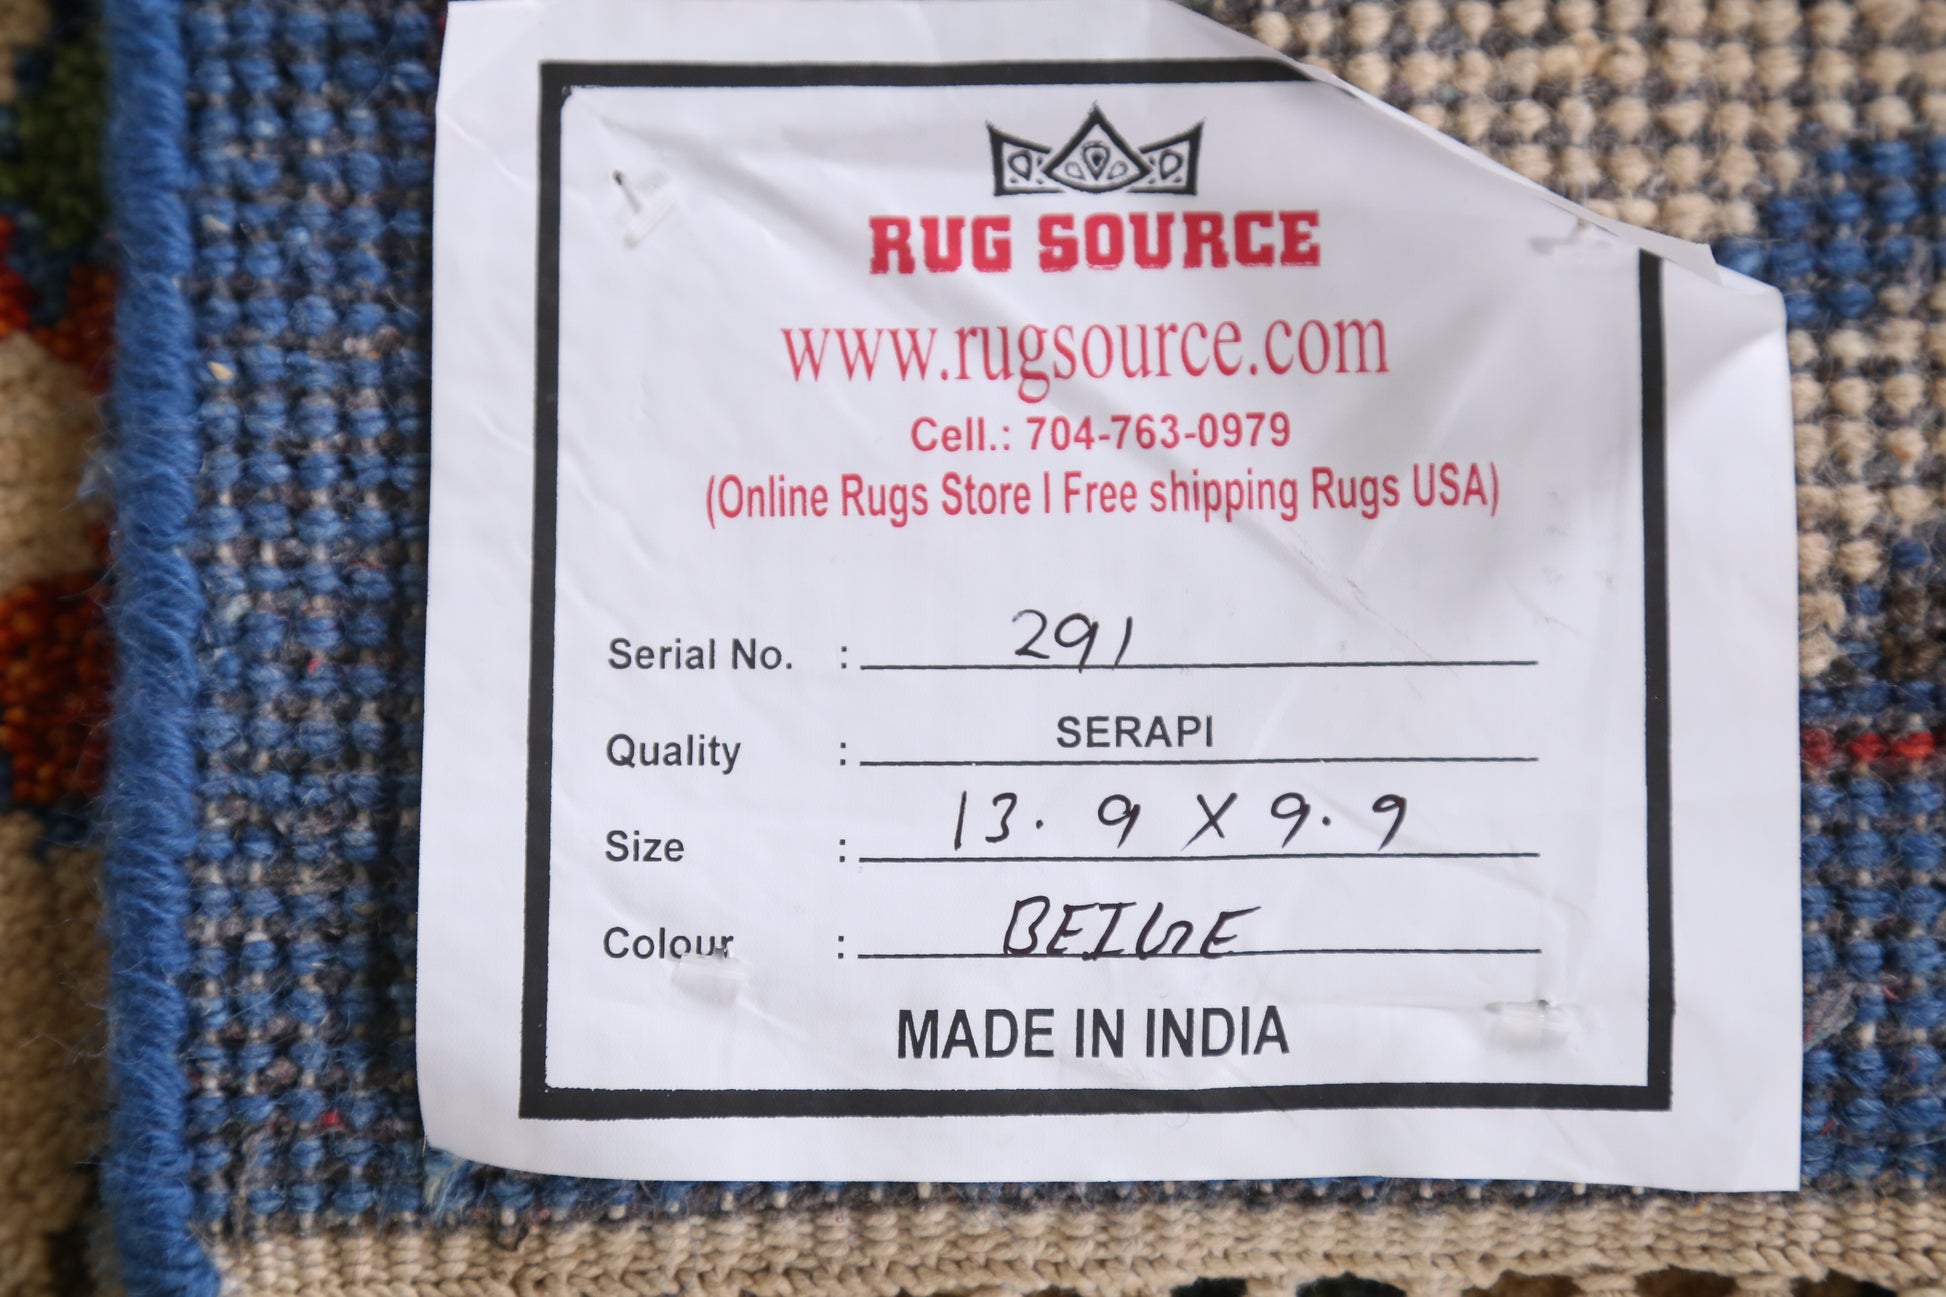 RUG SOURCE
www.rugsource.com
Cell.: 704-763-0979
(Online Rugs Store I Free shipping Rugs USA)
Serial No. : 291
Quality : SERAPI
Size : 13.9 X 9.9
Colour : BEIGE
MADE IN INDIA